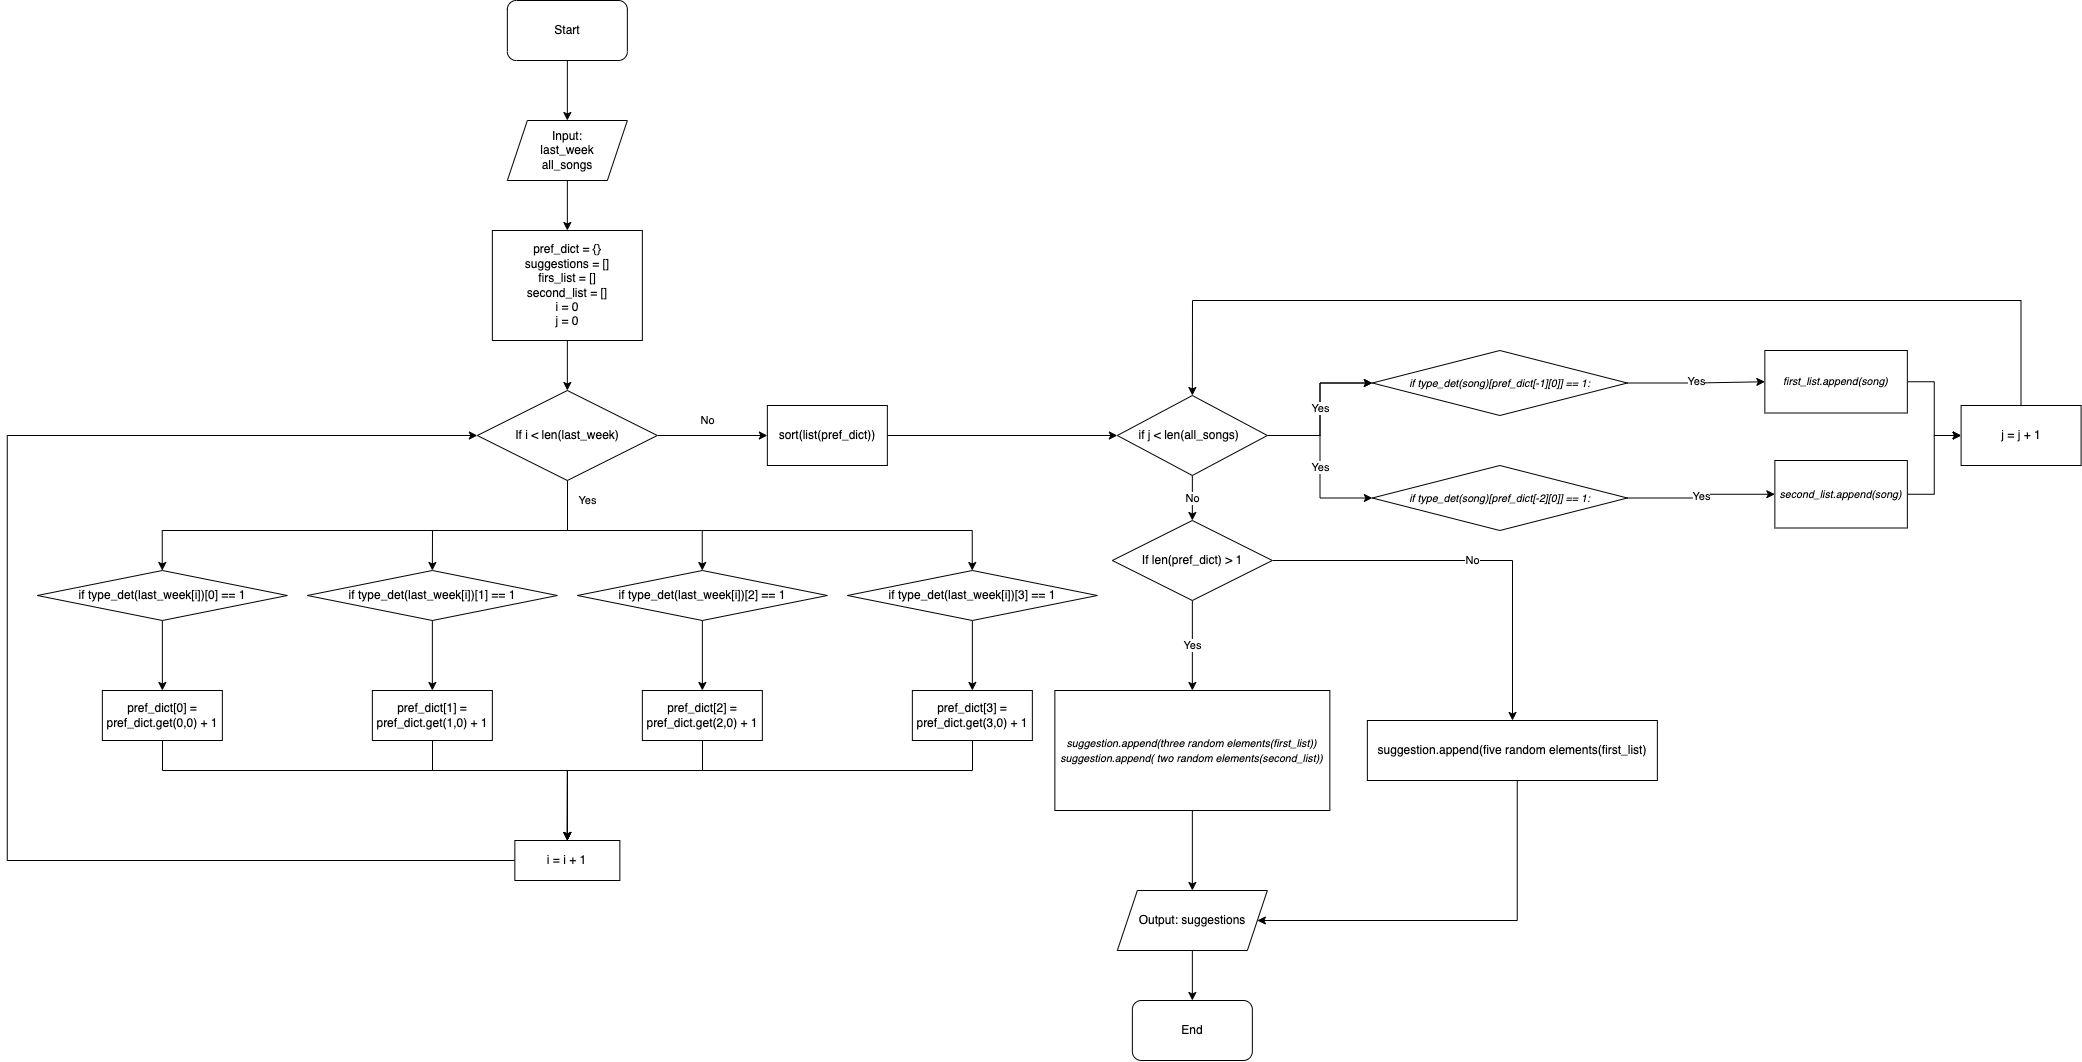 Start
Input:
last_week
all_songs
pref_dict = {}
suggestions = []
firs_list = []
second_list = []
i = 0
j = 0
If i < len(last_week)
No
sort(list(pref_dict))
Yes
if type_det(last_week[i])[0] == 1
if type_det(last_week[i])[1] == 1
if type_det(last_week[i])[2] == 1
if type_det(last_week[i])[3] == 1
pref_dict[0] =
pref_dict.get(0,0) + 1
pref_dict[1] =
pref_dict.get(1,0) + 1
pref_dict[2] =
pref_dict.get(2,0) + 1
pref_dict[3] =
pref_dict.get(3,0) + 1
i = i + 1
if j < len(all_songs)
Yes
if type_det(song)[pref_dict[-1][0]] == 1:
Yes
first_list.append(song)
Yes
if type_det(song)[pref_dict[-2][0]] == 1:
Yes
second_list.append(song)
j = j + 1
No
If len(pref_dict) > 1
No
Yes
suggestion.append(three random elements(first_list))
suggestion.append( two random elements(second_list))
suggestion.append(five random elements(first_list)
Output: suggestions
End